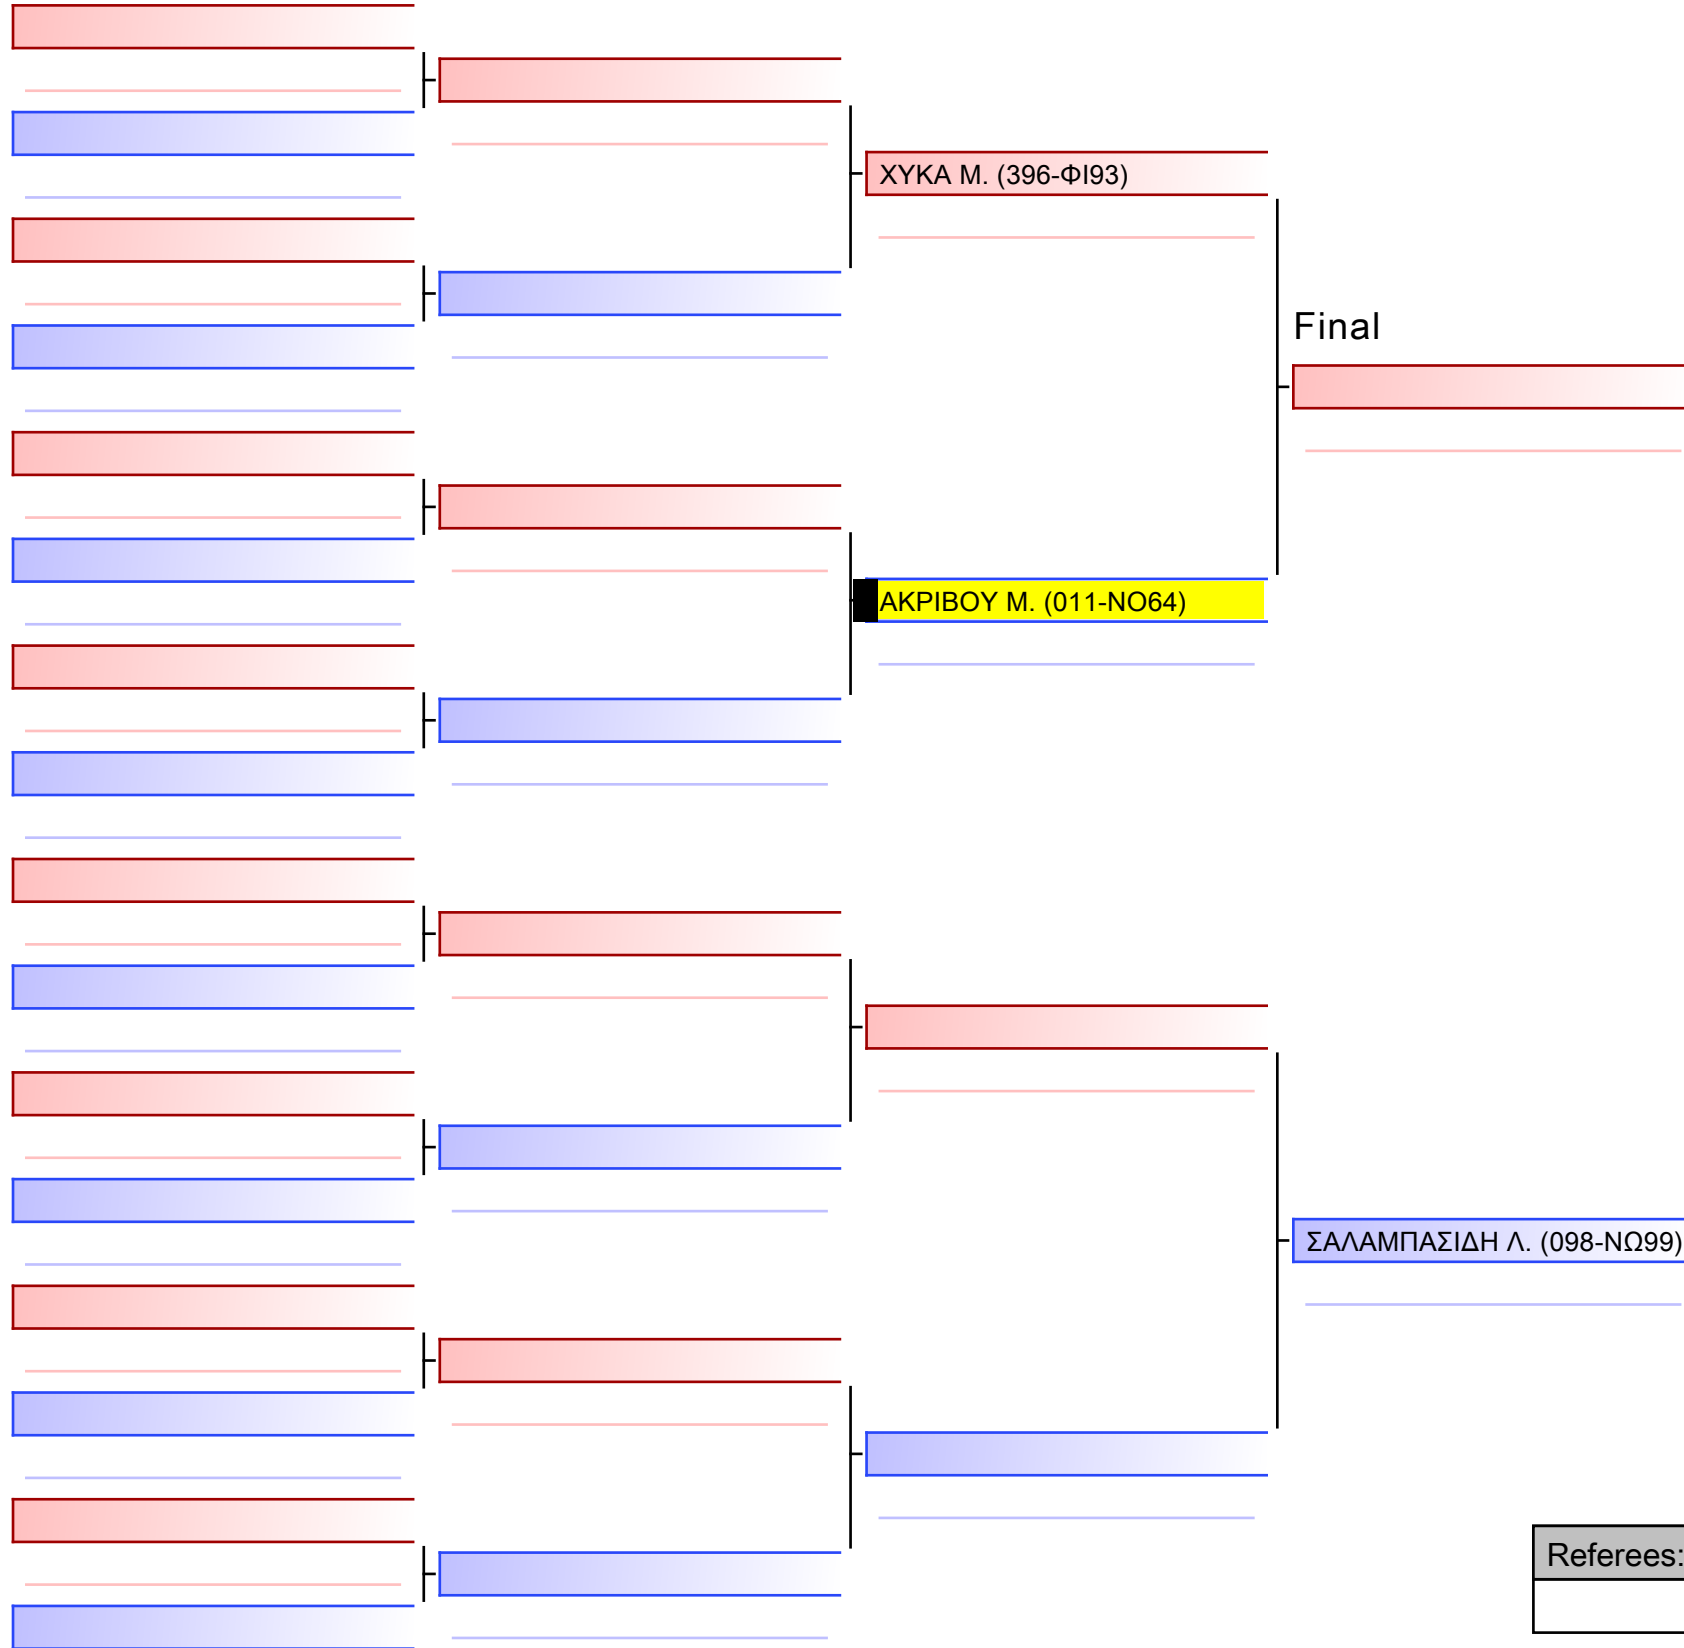 ΧΥΚΑ Μ. (396-ΦΙ93)
Final
ΑΚΡΙΒΟΥ Μ. (011-ΝΟ64)
ΣΑΛΑΜΠΑΣΙΔΗ Λ. (098-ΝΩ99)
Referees: